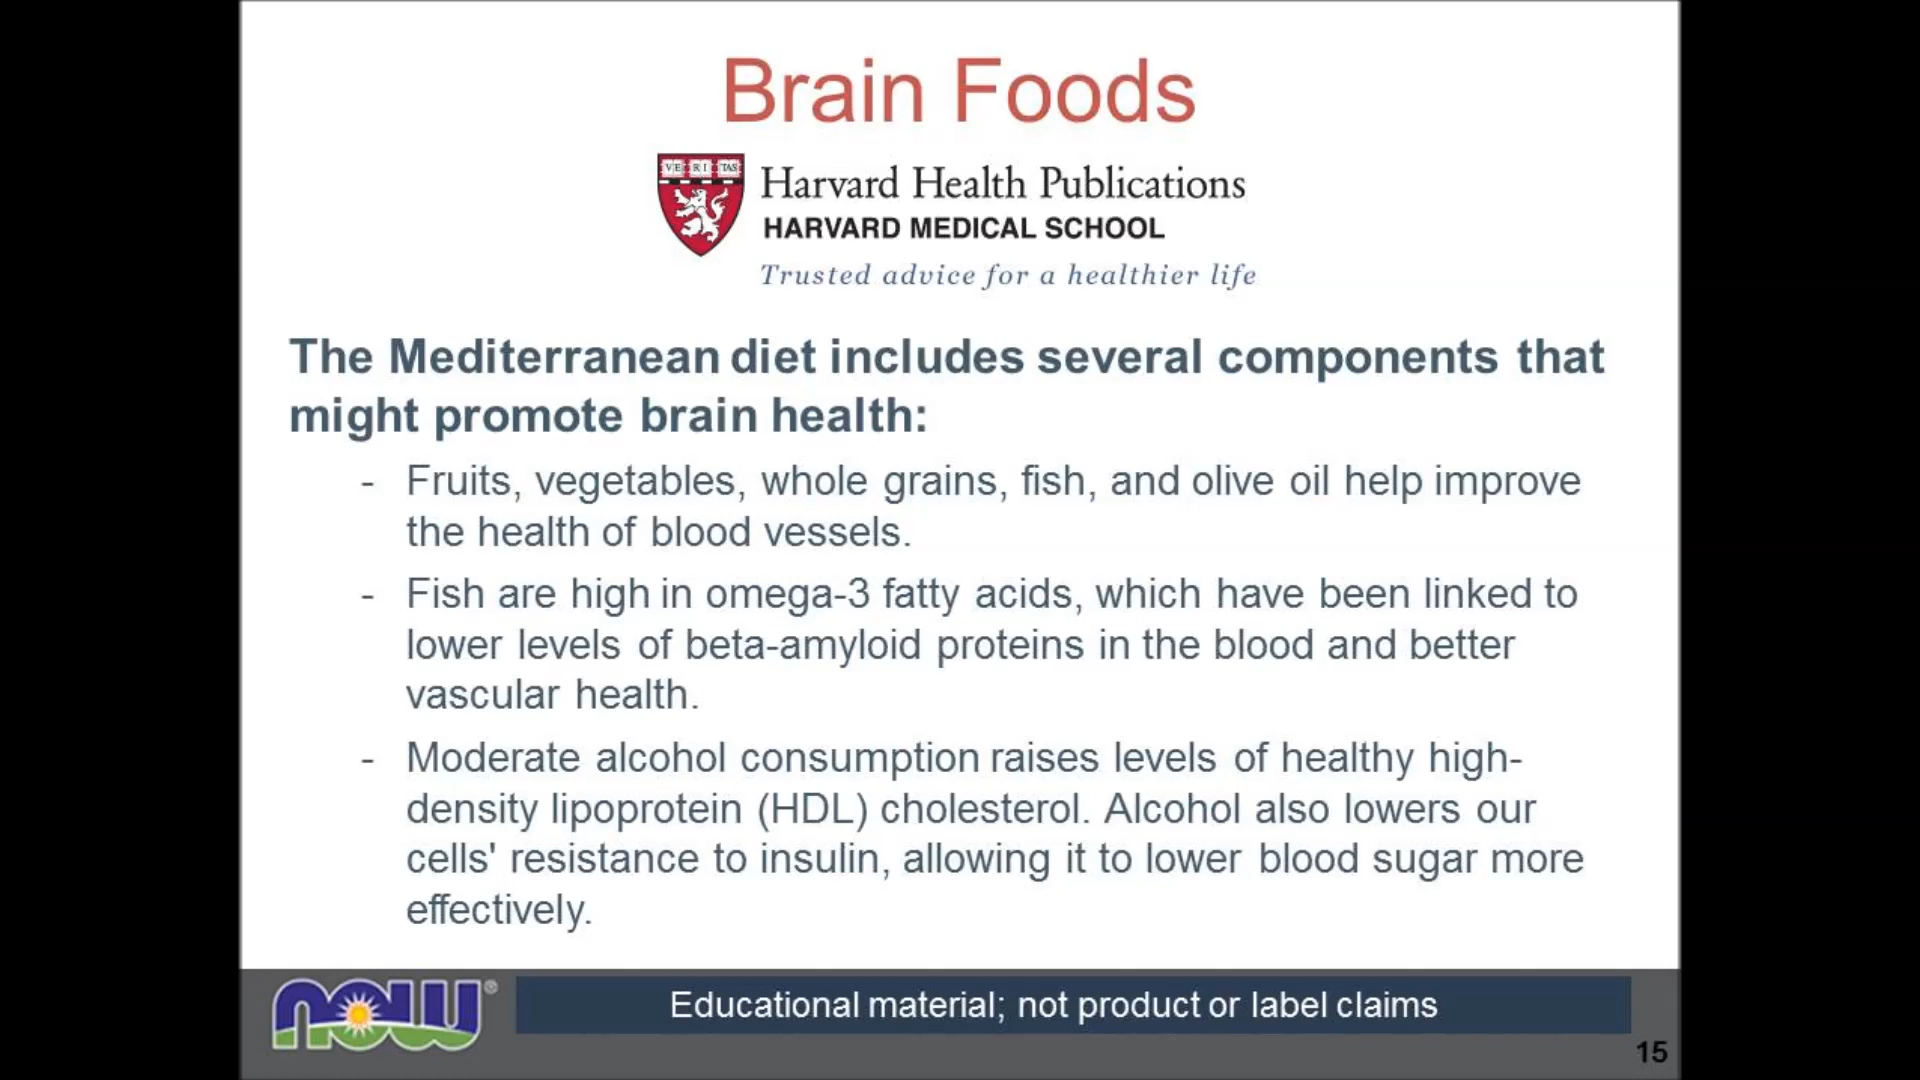 Brain Foods
VE RI TAS
Harvard Health Publications
HARVARD MEDICAL SCHOOL
Trusted advice for a healthier life
The Mediterranean diet includes several components that
might promote brain health:
- Fruits, vegetables, whole grains, fish, and olive oil help improve
the health of blood vessels.
- Fish are high in omega-3 fatty acids, which have been linked to
lower levels of beta-amyloid proteins in the blood and better
vascular health.
- Moderate alcohol consumption raises levels of healthy high-
density lipoprotein (HDL) cholesterol. Alcohol also lowers our
cells' resistance to insulin, allowing it to lower blood sugar more
effectively.
now®
Educational material; not product or label claims
15